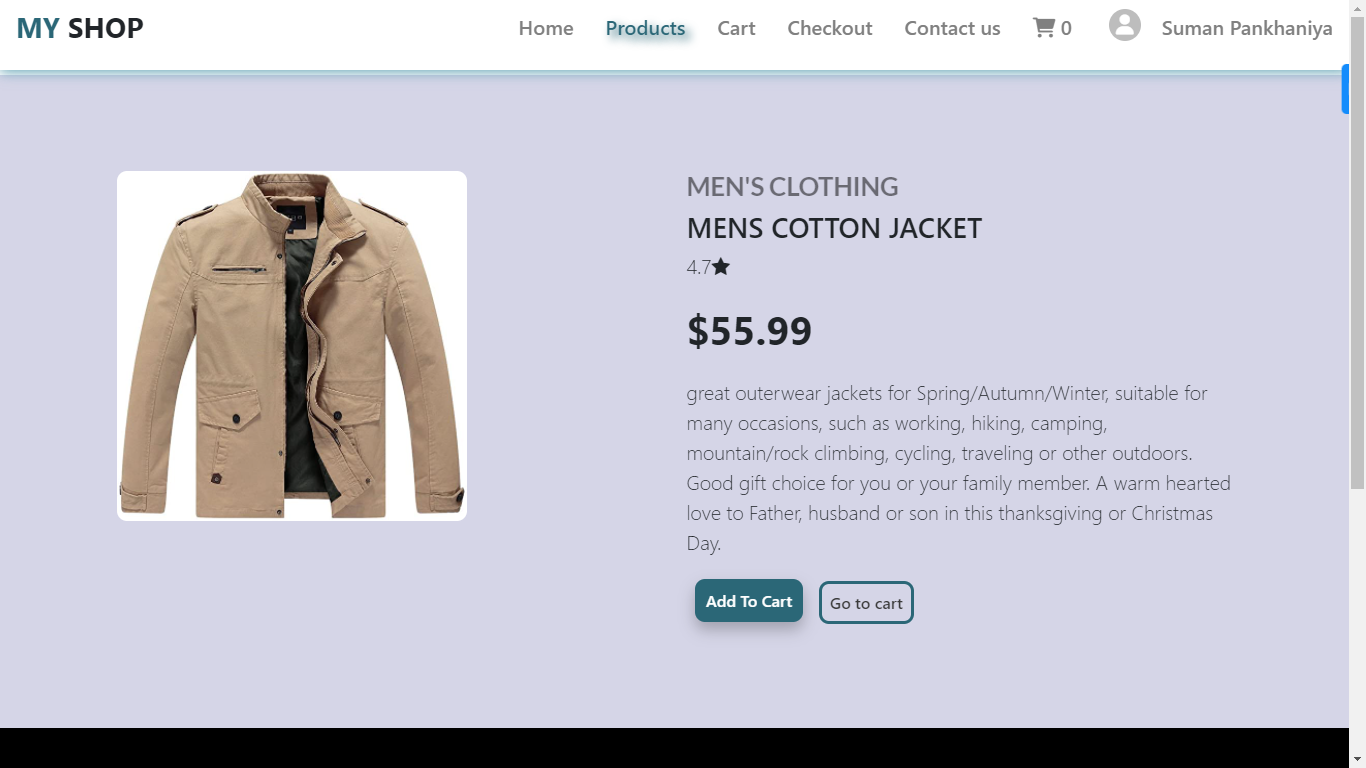 MY SHOP
Home Products Cart Checkout Contact us 0 Suman Pankhaniya
MEN'S CLOTHING
MENS COTTON JACKET
4.7
$55.99
great outerwear jackets for Spring/Autumn/Winter, suitable for
many occasions, such as working, hiking, camping,
mountain/rock climbing, cycling, traveling or other outdoors.
Good gift choice for you or your family member. A warm hearted
love to Father, husband or son in this thanksgiving or Christmas
Day.
Add To Cart Go to cart